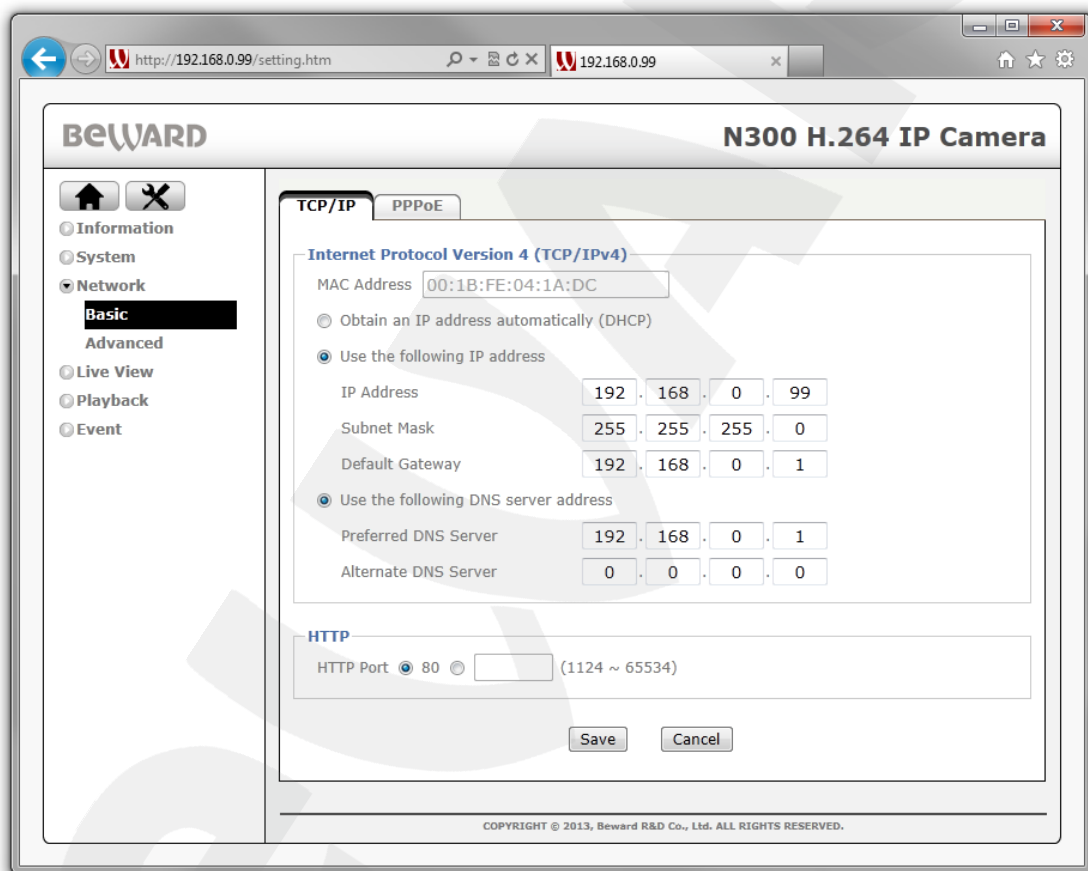 http://192.168.0.99/setting.htm
192.168.0.99
BEWARD
N300 H.264 IP Camera
Information
System
Network
Basic
Advanced
Live View
Playback
Event
TCP/IP PPPoE
Internet Protocol Version 4 (TCP/IPv4)
MAC Address 00:1B:FE:04:1A:DC
Obtain an IP address automatically (DHCP)
Use the following IP address
IP Address 192 . 168 . 0 . 99
Subnet Mask 255 . 255 . 255 . 0
Default Gateway 192 . 168 . 0 . 1
Use the following DNS server address
Preferred DNS Server 192 . 168 . 0 . 1
Alternate DNS Server 0 . 0 . 0 . 0
HTTP
HTTP Port 80 (1124 ~ 65534)
Save Cancel
COPYRIGHT © 2013, Beward R&D Co., Ltd. ALL RIGHTS RESERVED.